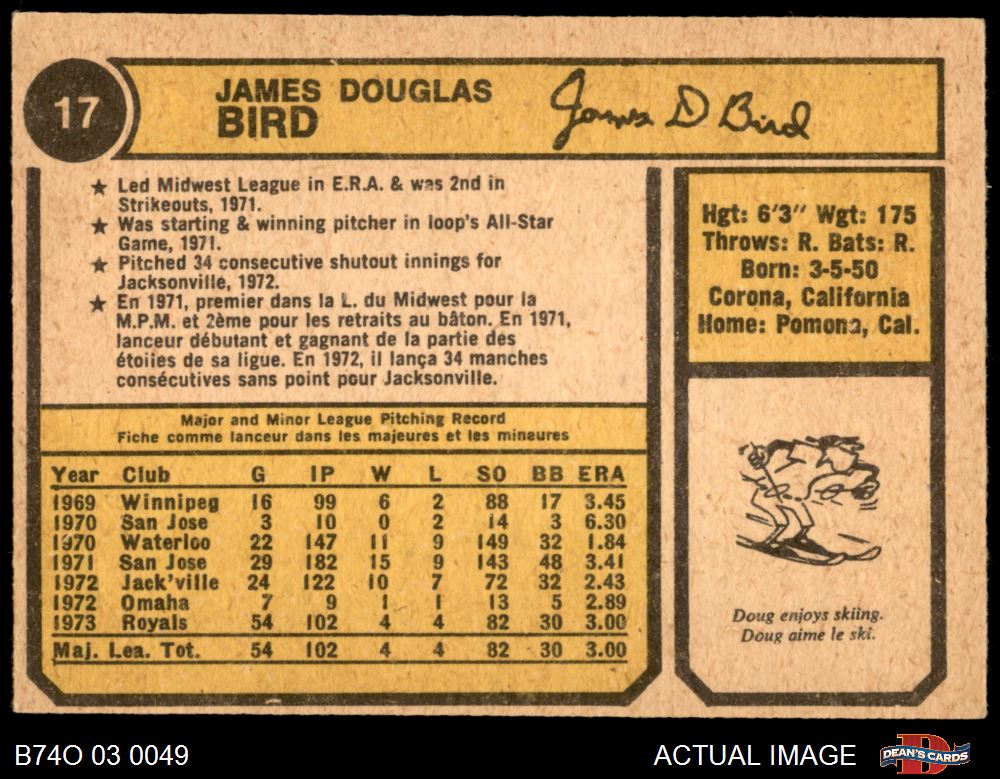 17
JAMES DOUGLAS
BIRD
James D Bird
★ Led Midwest League in E.R.A. & was 2nd in
Strikeouts, 1971.
★ Was starting & winning pitcher in loop's All-Star
Game, 1971.
★ Pitched 34 consecutive shutout innings for
Jacksonville, 1972.
★ En 1971, premier dans la L. du Midwest pour la
M.P.M. et 2ème pour les retraits au bâton. En 1971,
lanceur débutant et gagnant de la partie des
étoiles de sa ligue. En 1972, il lança 34 manches
consécutives sans point pour Jacksonville.
Hgt: 6'3" Wgt: 175
Throws: R. Bats: R.
Born: 3-5-50
Corona, California
Home: Pomona, Cal.
Major and Minor League Pitching Record
Fiche comme lanceur dans les majeures et les mineures
Year Club G IP W L SO BB ERA
1969 Winnipeg 16 99 6 2 88 17 3.45
1970 San Jose 3 10 0 2 14 3 6.30
1970 Waterloo 22 147 11 9 149 32 1.84
1971 San Jose 29 182 15 9 143 48 3.41
1972 Jack'ville 24 122 10 7 72 32 2.43
1972 Omaha 7 9 1 1 13 5 2.89
1973 Royals 54 102 4 4 82 30 3.00
Maj. Lea. Tot. 54 102 4 4 82 30 3.00
Doug enjoys skiing.
Doug aime le ski.
B74O 03 0049
ACTUAL IMAGE
DEAN'S CARDS